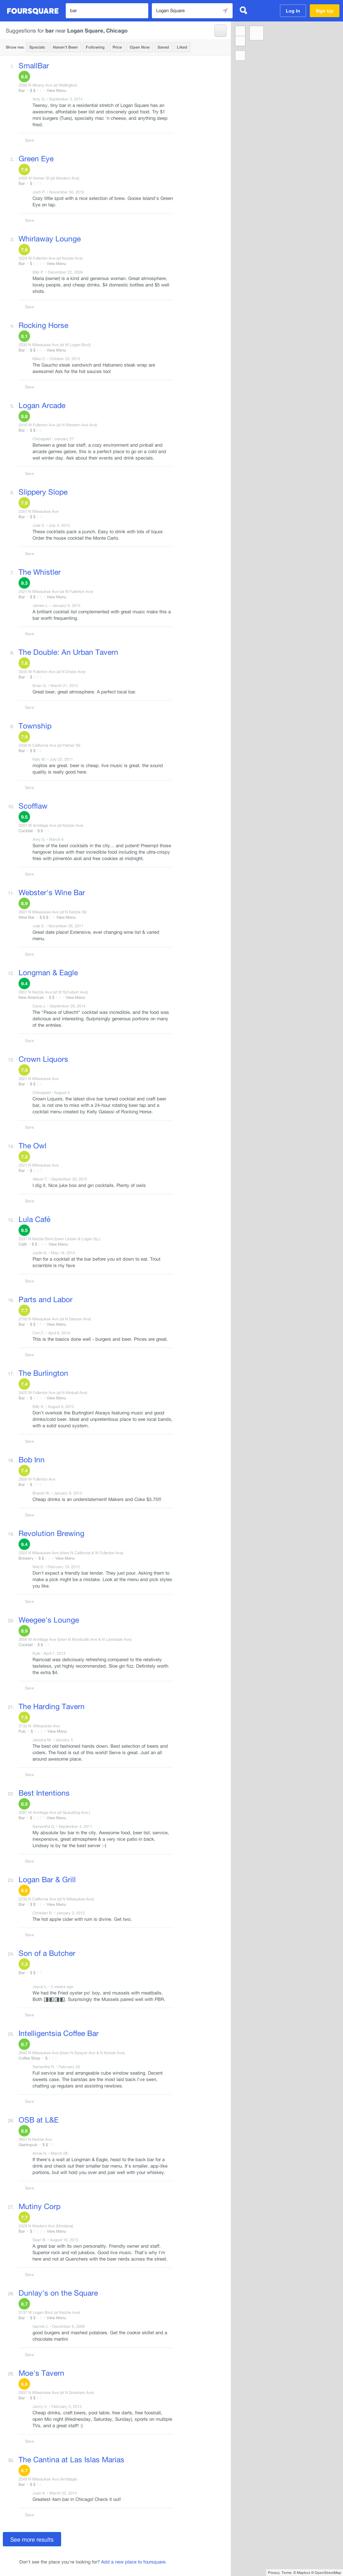 FOURSQUARE bar Logan Square Log In Sign Up
Suggestions for bar near Logan Square, Chicago
Show me: Specials Haven't Been Following Price Open Now Saved Liked
1. SmallBar
Bar · $ $ · View Menu
Teensy, tiny bar in a residential stretch of Logan Square has an
awesome, affordable beer list and obscenely good food. Try $1
mini burgers (Tues), specialty mac 'n cheese, and anything deep
fried.
Save
2. Green Eye
7.9
Bar · $
Cozy little spot with a nice selection of brew. Goose Island's Green
Eye on tap.
Save
3. Whirlaway Lounge
Bar · $ · View Menu
Maria (owner) is a kind and generous woman. Great atmosphere,
lovely people, and cheap drinks. $4 domestic bottles and $5 well
shots.
Save
4. Rocking Horse
8.1
Bar · $ $ · View Menu
The Gaucho steak sandwich and Habanero steak wrap are
awesome! Ask for the hot sauces too!
Save
5. Logan Arcade
Bar · $ $
Between a great bar staff, a cozy environment and pinball and
arcade games galore, this is a perfect place to go on a cold and
wet winter day. Ask about their events and drink specials.
Save
6. Slippery Slope
Bar · $ $
These cocktails pack a punch. Easy to drink with lots of liquor.
Order the house cocktail the Monte Carlo.
Save
7. The Whistler
9.3
Bar · $ $ · View Menu
A brilliant cocktail list complemented with great music make this a
bar worth frequenting.
Save
8. The Double: An Urban Tavern
Bar · $
Great beer, great atmosphere. A perfect local bar.
Save
9. Township
Bar · $ $
mojitos are great. beer is cheap. live music is great. the sound
quality is really good here.
Save
10. Scofflaw
9.5
Cocktail · $ $
Some of the best cocktails in the city... and patent! Preempt those
hangover blues with their incredible food including the ultra-crispy
fries with pimentón aioli and free cookies at midnight.
Save
11. Webster's Wine Bar
8.9
Wine Bar · $ $ $ · View Menu
Great date place! Extensive, ever changing wine list & varied
menu.
Save
12. Longman & Eagle
9.4
New American · $ $ · View Menu
The "Peace of Ulbricht" cocktail was incredible, and the food was
delicious and interesting. Surprisingly generous portions on many
of the entrées.
Save
13. Crown Liquors
Bar · $ $
Crown Liquors, the latest dive bar turned cocktail and craft beer
bar, is not one to miss with a 24-hour rotating beer tap and a
cocktail menu created by Kelly Galassi of Rocking Horse.
Save
14. The Owl
Bar · $
I dig it. Nice juke box and gin cocktails. Plenty of owls
Save
15. Lula Café
9.5
Café · $ $ · View Menu
Plan for a cocktail at the bar before you sit down to eat. Trout
scramble is my fave
Save
16. Parts and Labor
7.7
Bar · $ $ · View Menu
This is the basics done well - burgers and beer. Prices are great.
Save
17. The Burlington
7.4
Bar · $ · View Menu
Don't overlook the Burlington! Always featuring music and good
drinks/cold beer. Ideal and unpretentious place to see local bands,
with a solid sound system.
Save
18. Bob Inn
7.4
Bar · $
Cheap drinks is an understatement! Makers and Coke $3.75!!!
Save
19. Revolution Brewing
9.4
Brewery · $ $ · View Menu
Don't expect a friendly bar tender. They just pour. Asking them to
make a pick might be a mistake. Look at the menu and pick styles
you like.
Save
20. Weegee's Lounge
8.9
Cocktail · $ $
Raincoat was deliciously refreshing compared to the relatively
tasteless, yet highly recommended, Sloe gin fizz. Definitely worth
the extra $4.
Save
21. The Harding Tavern
7.5
Pub · $ · View Menu
The best old fashioned hands down. Best selection of beers and
ciders. The food is out of this world! Serve is great. Just an all
around awesome place.
Save
22. Best Intentions
Bar · $ · View Menu
My absolute fav bar in the city. Awesome food, beer list, service,
inexpensive, great atmosphere & a very nice patio in back.
Lindsey is by far the best server :-)
Save
23. Logan Bar & Grill
Bar · $ $ · View Menu
The hot apple cider with rum is divine. Get two.
Save
24. Son of a Butcher
Bar · $ $
We had the Fried oyster po' boy, and mussels with meatballs.
Both Surprisingly the Mussels paired well with PBR.
Save
25. Intelligentsia Coffee Bar
8.7
Coffee Shop · $
Full service bar and arrangeable cube window seating. Decent
sweets case. The baristas are the most laid back I've seen,
chatting up regulars and assisting newbies.
Save
26. OSB at L&E
Gastropub · $ $
If there's a wait at Longman & Eagle, head to the back bar for a
drink and check out their smaller bar menu. It's smaller, app-like
portions, but will hold you over and pair with your whiskey.
Save
27. Mutiny Corp
7.7
Bar · $ · View Menu
A great bar with its own personality. Friendly owner and staff.
Superior rock and roll jukebox. Good live music. That's why I'm
here and not at Quenchers with the beer nerds across the street.
Save
28. Dunlay's on the Square
8.7
Bar · $ $ · View Menu
good burgers and mashed potatoes. Get the cookie skillet and a
chocolate martini
Save
29. Moe's Tavern
Bar · $ $
Cheap drinks, craft beers, pool table, free darts, free foosball,
open Mic night (Wednesday, Saturday, Sunday), sports on multiple
TVs, and a great staff! :)
Save
30. The Cantina at Las Islas Marias
Bar · $ $
Greatest 4am bar in Chicago! Check it out!
Save
See more results
Don't see the place you're looking for? Add a new place to foursquare.
Privacy Terms © Mapbox © OpenStreetMap